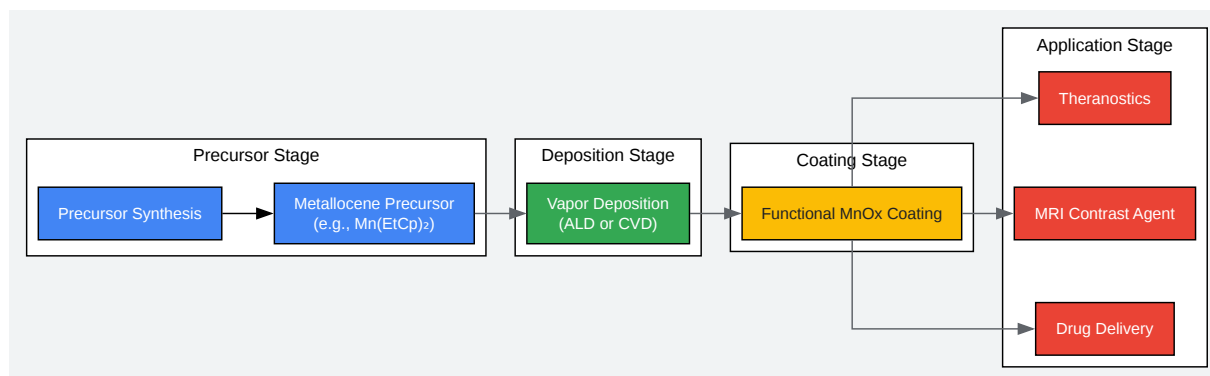 Precursor Stage
Precursor Synthesis
Metallocene Precursor
(e.g., Mn(EtCp)₂)
Deposition Stage
Vapor Deposition
(ALD or CVD)
Coating Stage
Functional MnOx Coating
Application Stage
Theranostics
MRI Contrast Agent
Drug Delivery